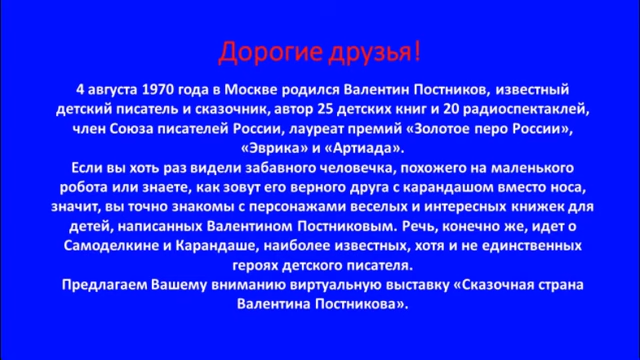 Дорогие друзья!
4 августа 1970 года в Москве родился Валентин Постников, известный
детский писатель и сказочник, автор 25 детских книг и 20 радиоспектаклей,
член Союза писателей России, лауреат премий «Золотое перо России»,
«Эврика» и «Артиада».
Если вы хоть раз видели забавного человечка, похожего на маленького
робота или знаете, как зовут его верного друга с карандашом вместо носа,
значит, вы точно знакомы с персонажами веселых и интересных книжек для
детей, написанных Валентином Постниковым. Речь, конечно же, идет о
Самоделкине и Карандаше, наиболее известных, хотя и не единственных
героях детского писателя.
Предлагаем Вашему вниманию виртуальную выставку «Сказочная страна
Валентина Постникова».